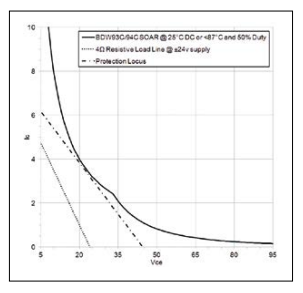 10
8
6
4
2
0
Ic
BDW93C/94C SOAR @ 25°C DC or <87°C and 50% Duty
4Ω Resistive Load Line @ ±24v supply
Protection Locus
5 20 35 50 65 80 95
Vce